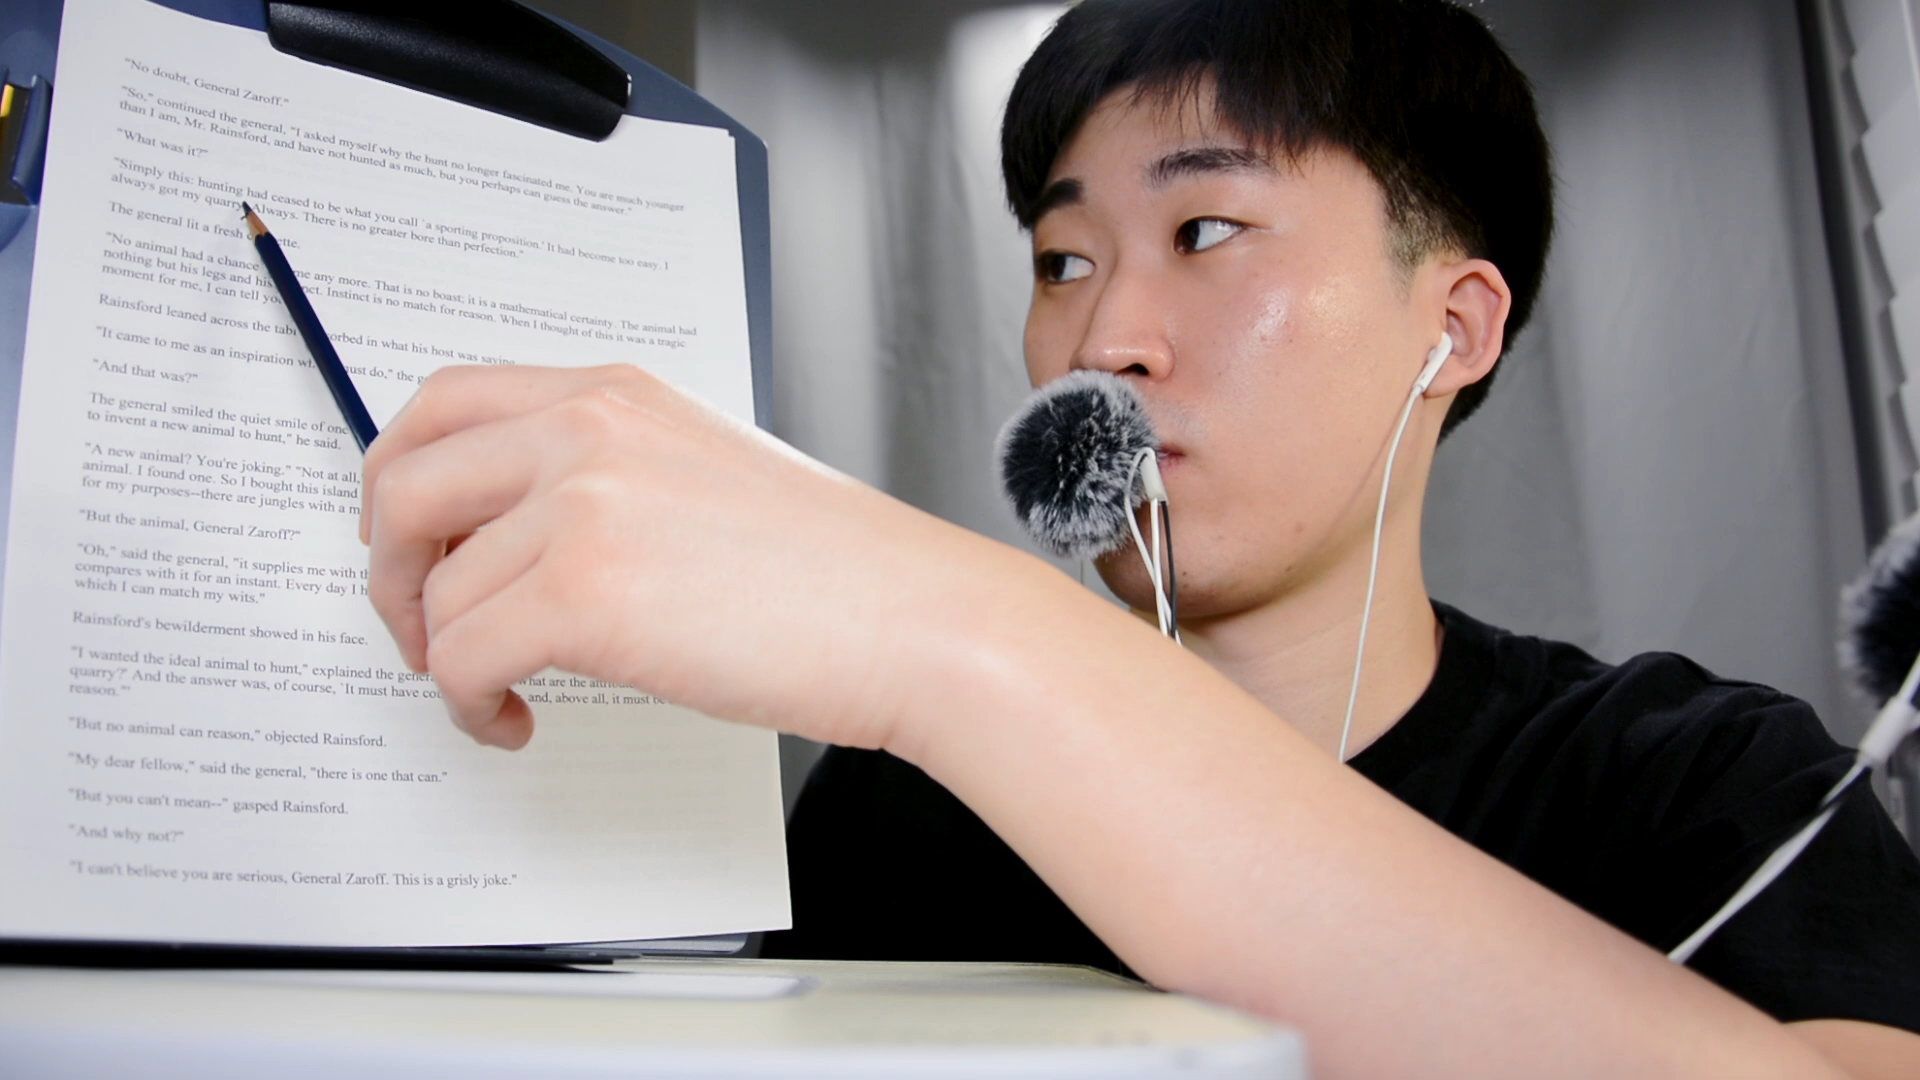 "No doubt, General Zaroff."
"So," continued the general, "I asked myself why the hunt no longer fascinated me. You are much younger
than I am, Mr. Rainsford, and have not hunted as much, but you perhaps can guess the answer."
"What was it?"
"Simply this: hunting had ceased to be what you call `a sporting proposition.' It had become too easy. I
always got my quarry. Always. There is no greater bore than perfection."
The general lit a fresh
"No animal had a chance me any more. That is no boast; it is a mathematical certainty. The animal had
nothing but his legs and his Instinct is no match for reason. When I thought of this it was a tragic
moment for me, I can tell
Rainsford leaned across the in what his host was saying
"It came to me as an inspiration do," the
"And that was?"
The general smiled the quiet smile of one
to invent a new animal to hunt," he said.
"A new animal? You're joking." "Not at all,
animal. I found one. So I bought this island
for my purposes--there are jungles with a
"But the animal, General Zaroff?"
"Oh," said the general, "it supplies me with
compares with it for an instant. Every day I
which I can match my wits."
Rainsford's bewilderment showed in his face.
"I wanted the ideal animal to hunt," explained the what are the
quarry?' And the answer was, of course, `It must have and, above all, it must
reason.'"
"But no animal can reason," objected Rainsford.
"My dear fellow," said the general, "there is one that can."
"But you can't mean--" gasped Rainsford.
"And why not?"
"I can't believe you are serious, General Zaroff. This is a grisly joke."